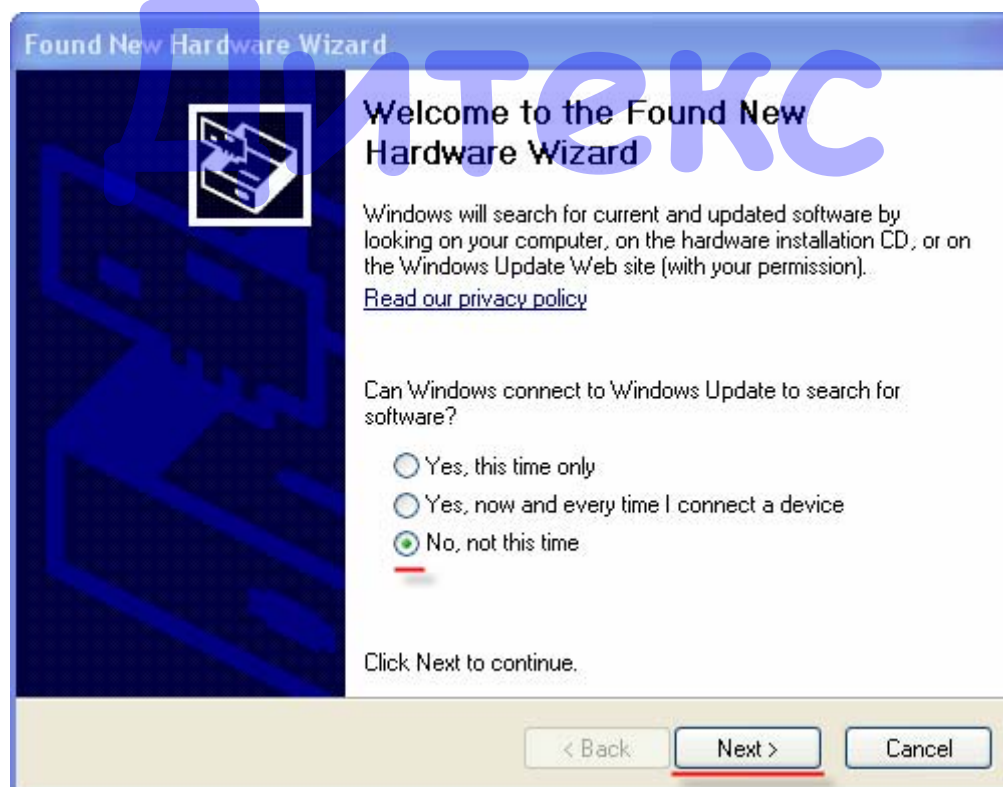 Found New Hardware Wizard
Дитекс
Welcome to the Found New
Hardware Wizard
Windows will search for current and updated software by
looking on your computer, on the hardware installation CD, or on
the Windows Update Web site (with your permission).
Read our privacy policy
Can Windows connect to Windows Update to search for
software?
Yes, this time only
Yes, now and every time I connect a device
No, not this time
Click Next to continue.
< Back Next > Cancel